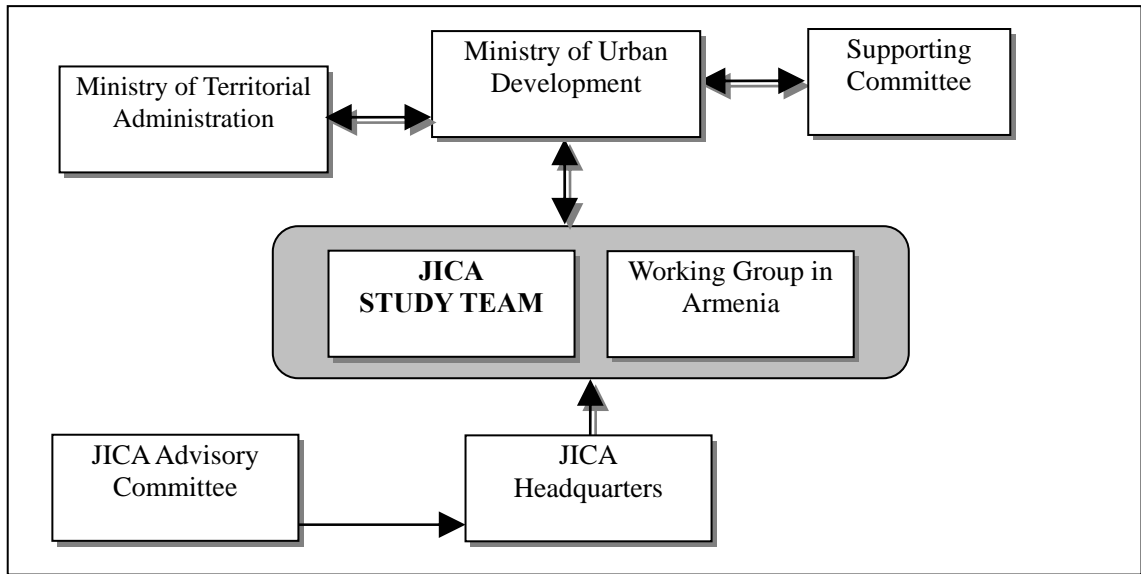 Ministry of Territorial
Administration
Ministry of Urban
Development
Supporting
Committee
JICA
STUDY TEAM
Working Group in
Armenia
JICA Advisory
Committee
JICA
Headquarters